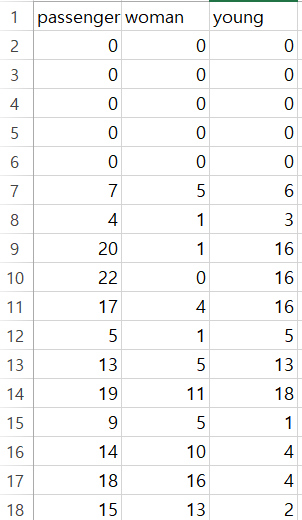 1 passenger woman young
2 0 0 0
3 0 0 0
4 0 0 0
5 0 0 0
6 0 0 0
7 7 5 6
8 4 1 3
9 20 1 16
10 22 0 16
11 17 4 16
12 5 1 5
13 13 5 13
14 19 11 18
15 9 5 1
16 14 10 4
17 18 16 4
18 15 13 2